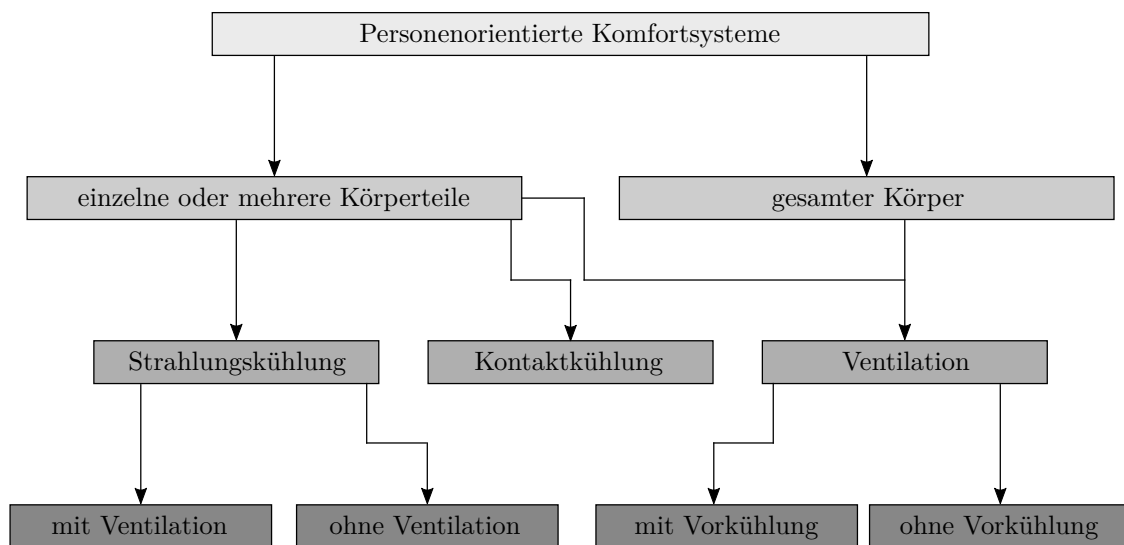 Personenorientierte Komfortsysteme
einzelne oder mehrere Körperteile
gesamter Körper
Strahlungskühlung
Kontaktkühlung
Ventilation
mit Ventilation
ohne Ventilation
mit Vorkühlung
ohne Vorkühlung